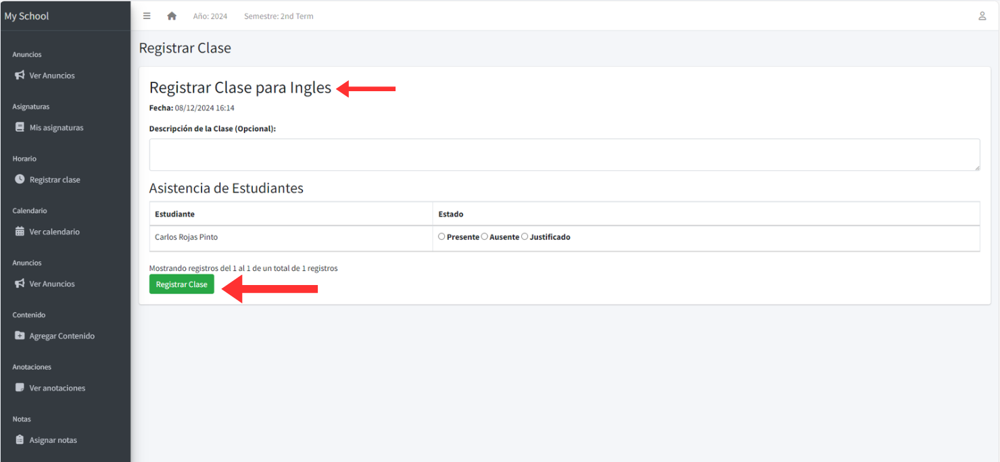 My School
Año: 2024 Semestre: 2nd Term
Anuncios
Ver Anuncios
Asignaturas
Mis asignaturas
Horario
Registrar clase
Calendario
Ver calendario
Anuncios
Ver Anuncios
Contenido
Agregar Contenido
Anotaciones
Ver anotaciones
Notas
Asignar notas
Registrar Clase
Registrar Clase para Ingles
Fecha: 08/12/2024 16:14
Descripción de la Clase (Opcional):
Asistencia de Estudiantes
Estudiante Estado
Carlos Rojas Pinto Presente Ausente Justificado
Mostrando registros del 1 al 1 de un total de 1 registros
Registrar Clase